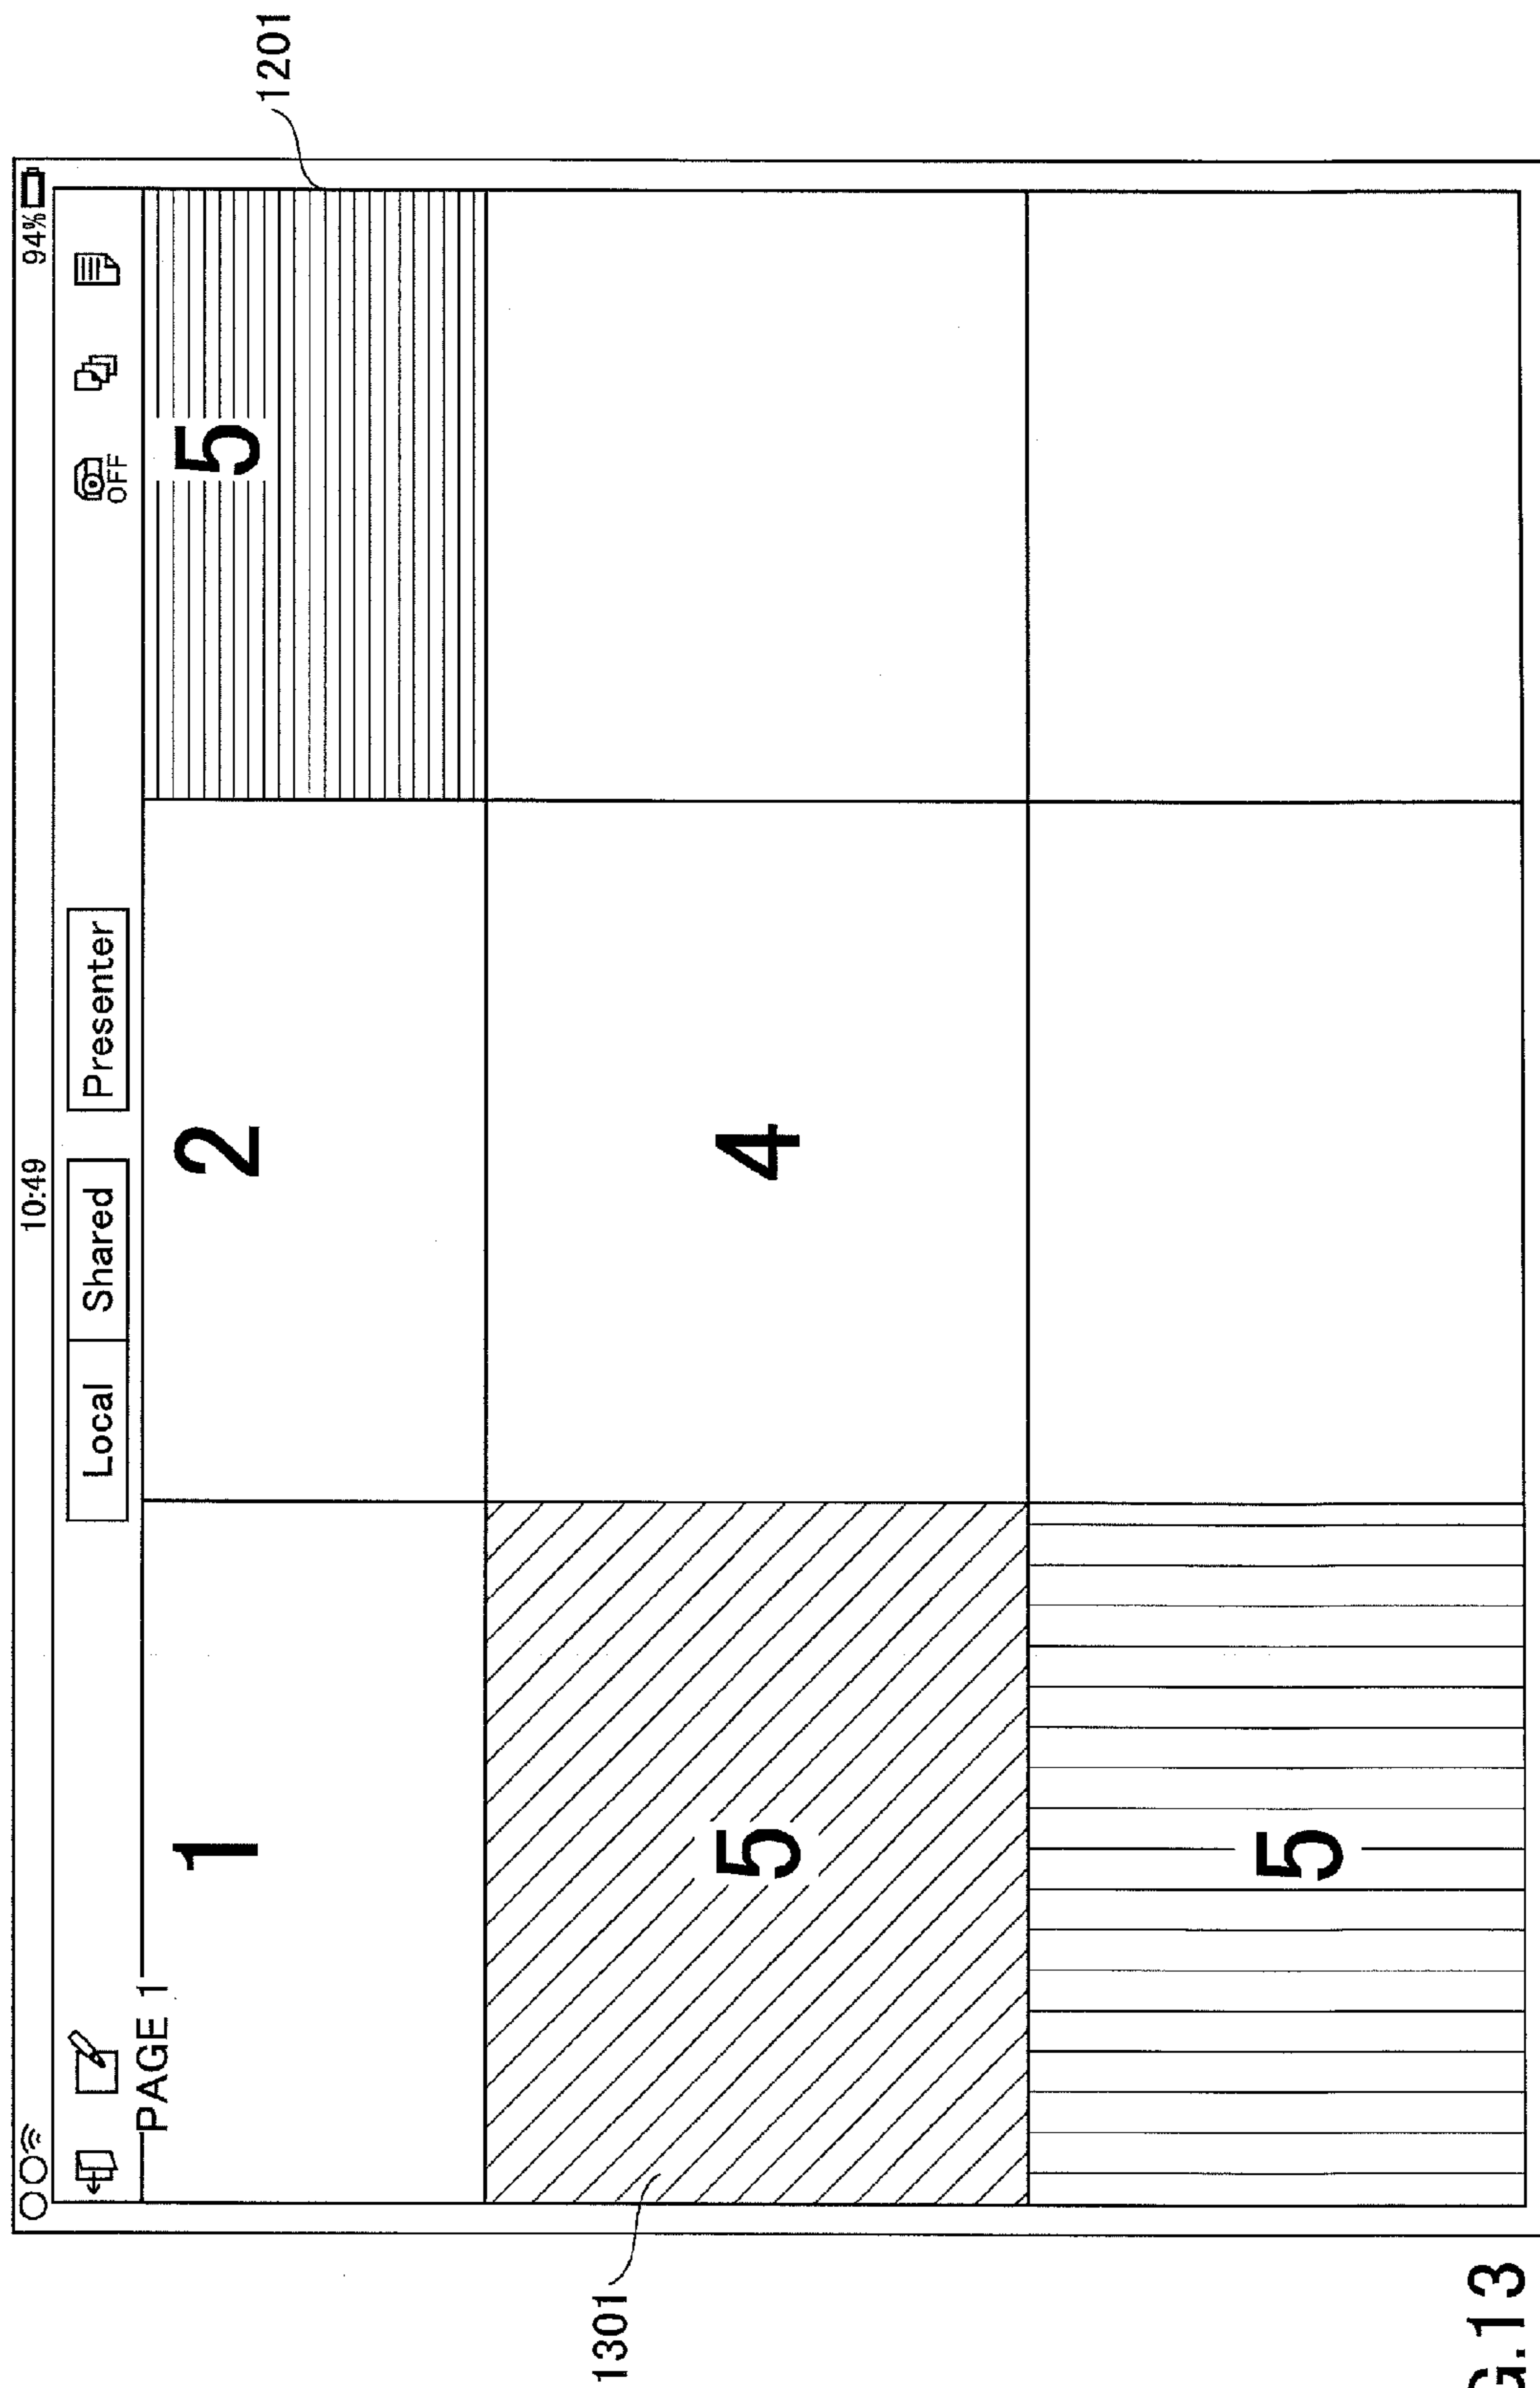 10:49
94%
Local Shared Presenter
OFF
PAGE 1
1201
1 2 5
1301
5 4
5
G.13